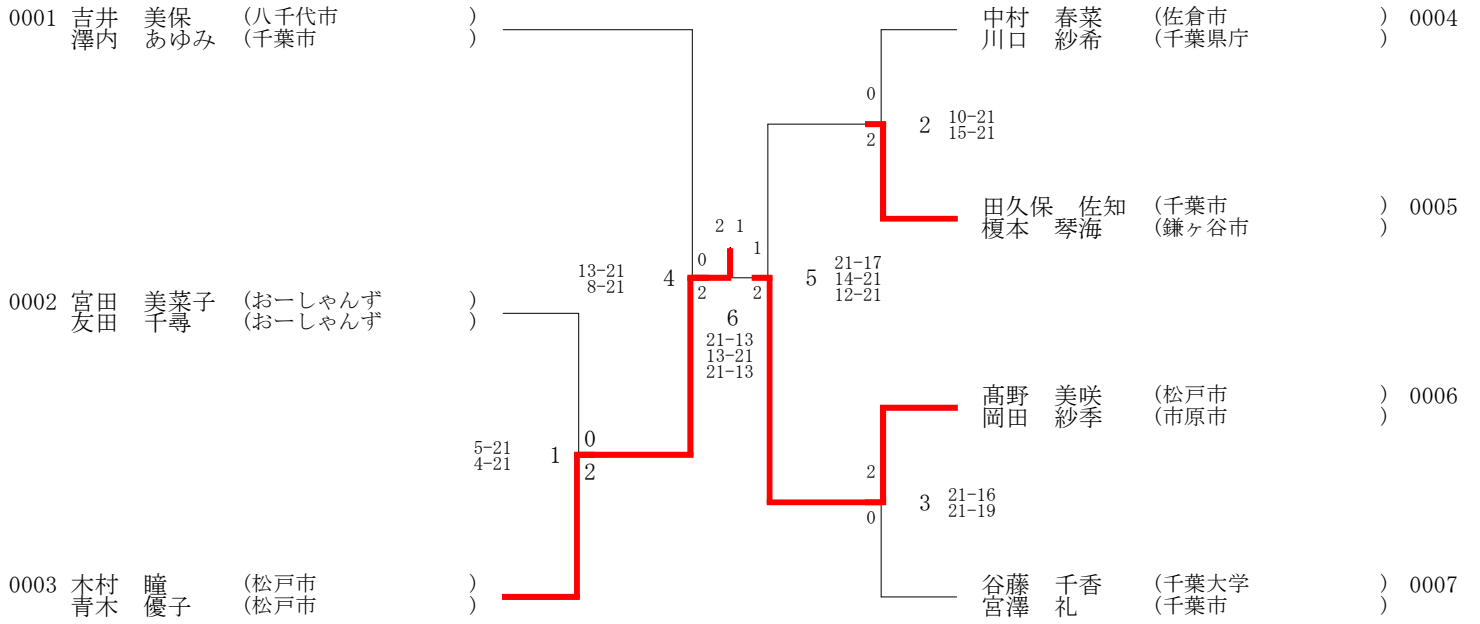 0001 吉井 美保 (八千代市 )
澤内 あゆみ (千葉市 )
中村 春菜 (佐倉市 ) 0004
川口 紗希 (千葉県庁 )
0
2 10-21
15-21
2
田久保 佐知 (千葉市 ) 0005
榎本 琴海 (鎌ヶ谷市 )
2 1
0 1
13-21
8-21
4
2 2
5 21-17
14-21
12-21
6
21-13
13-21
21-13
0002 宮田 美菜子 (おーしゃんず )
友田 千尋 (おーしゃんず )
髙野 美咲 (松戸市 ) 0006
岡田 紗季 (市原市 )
5-21
4-21
1
0
2
2
3 21-16
21-19
0
0003 木村 瞳 (松戸市 )
青木 優子 (松戸市 )
谷藤 千香 (千葉大学 ) 0007
宮澤 礼 (千葉市 )